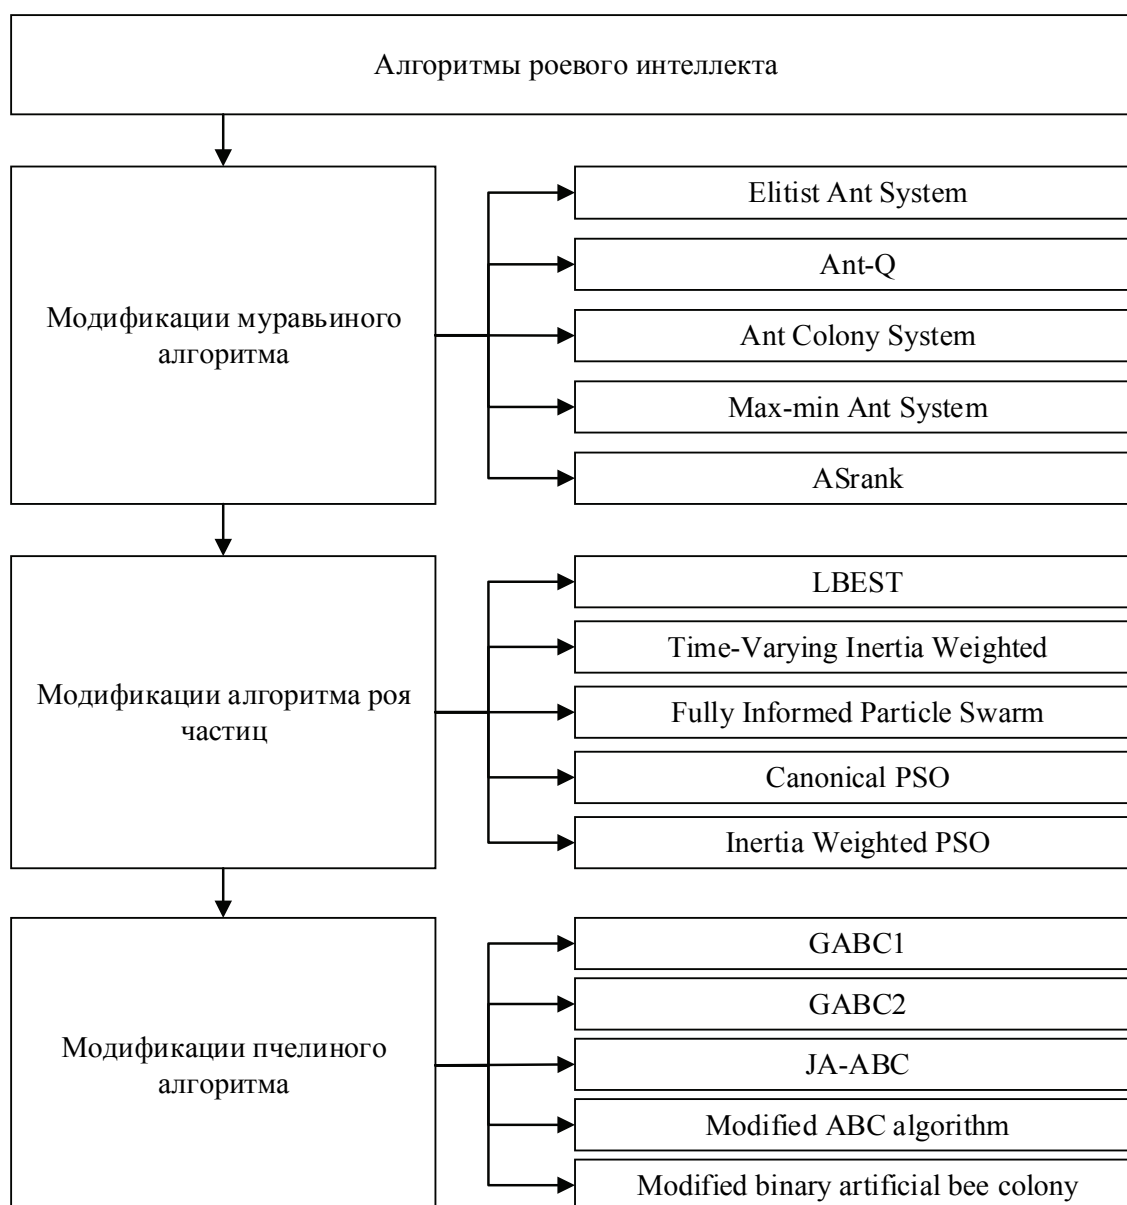 Алгоритмы роевого интеллекта
Модификации муравьиного
алгоритма
Elitist Ant System
Ant-Q
Ant Colony System
Max-min Ant System
ASrank
Модификации алгоритма роя
частиц
LBEST
Time-Varying Inertia Weighted
Fully Informed Particle Swarm
Canonical PSO
Inertia Weighted PSO
Модификации пчелиного
алгоритма
GABC1
GABC2
JA-ABC
Modified ABC algorithm
Modified binary artificial bee colony